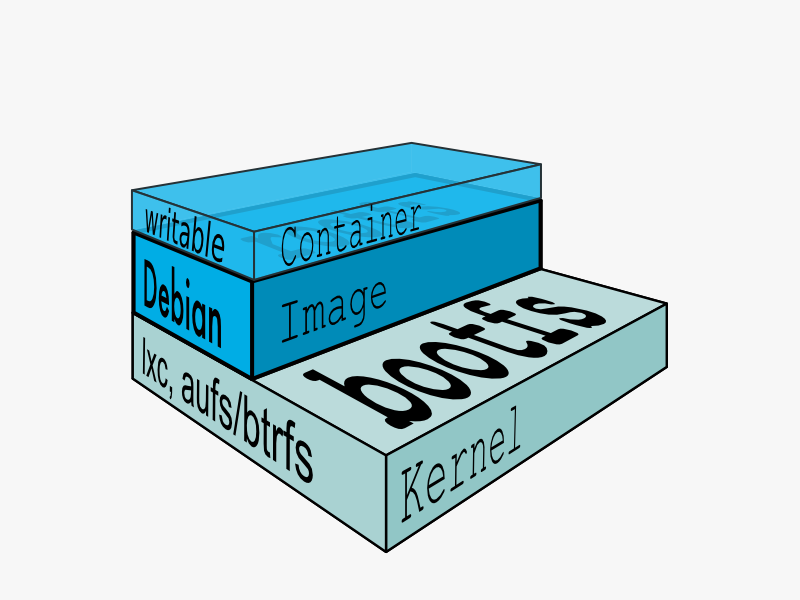 writable
Container
Debian
Image
bootfs
lxc, aufs/btrfs
Kernel